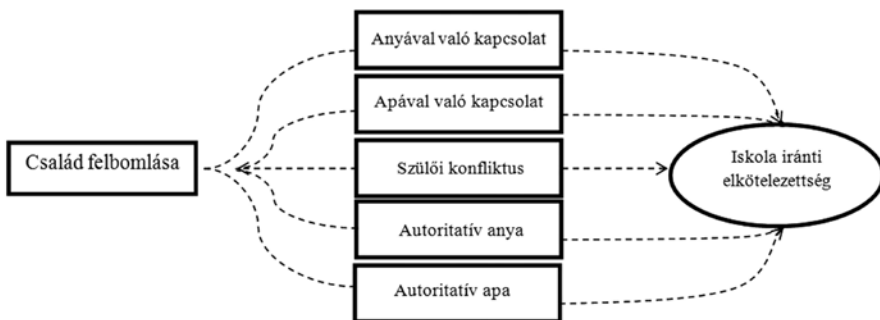 Anyával való kapcsolat
Apával való kapcsolat
Család felbomlása
Szülői konfliktus
Iskola iránti
elkötelezettség
Autoritatív anya
Autoritatív apa